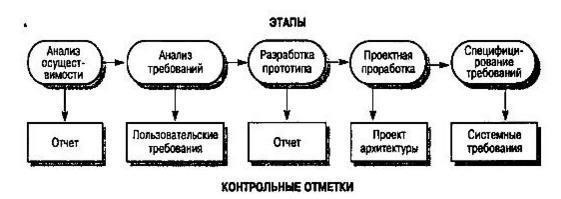 ЭТАПЫ
Анализ
осущест-
вимости
Анализ
требований
Разработка
прототипа
Проектная
проработка
Специфици-
рование
требований
Отчет
Пользовательские
требования
Отчет
Проект
архитектуры
Системные
требования
КОНТРОЛЬНЫЕ ОТМЕТКИ